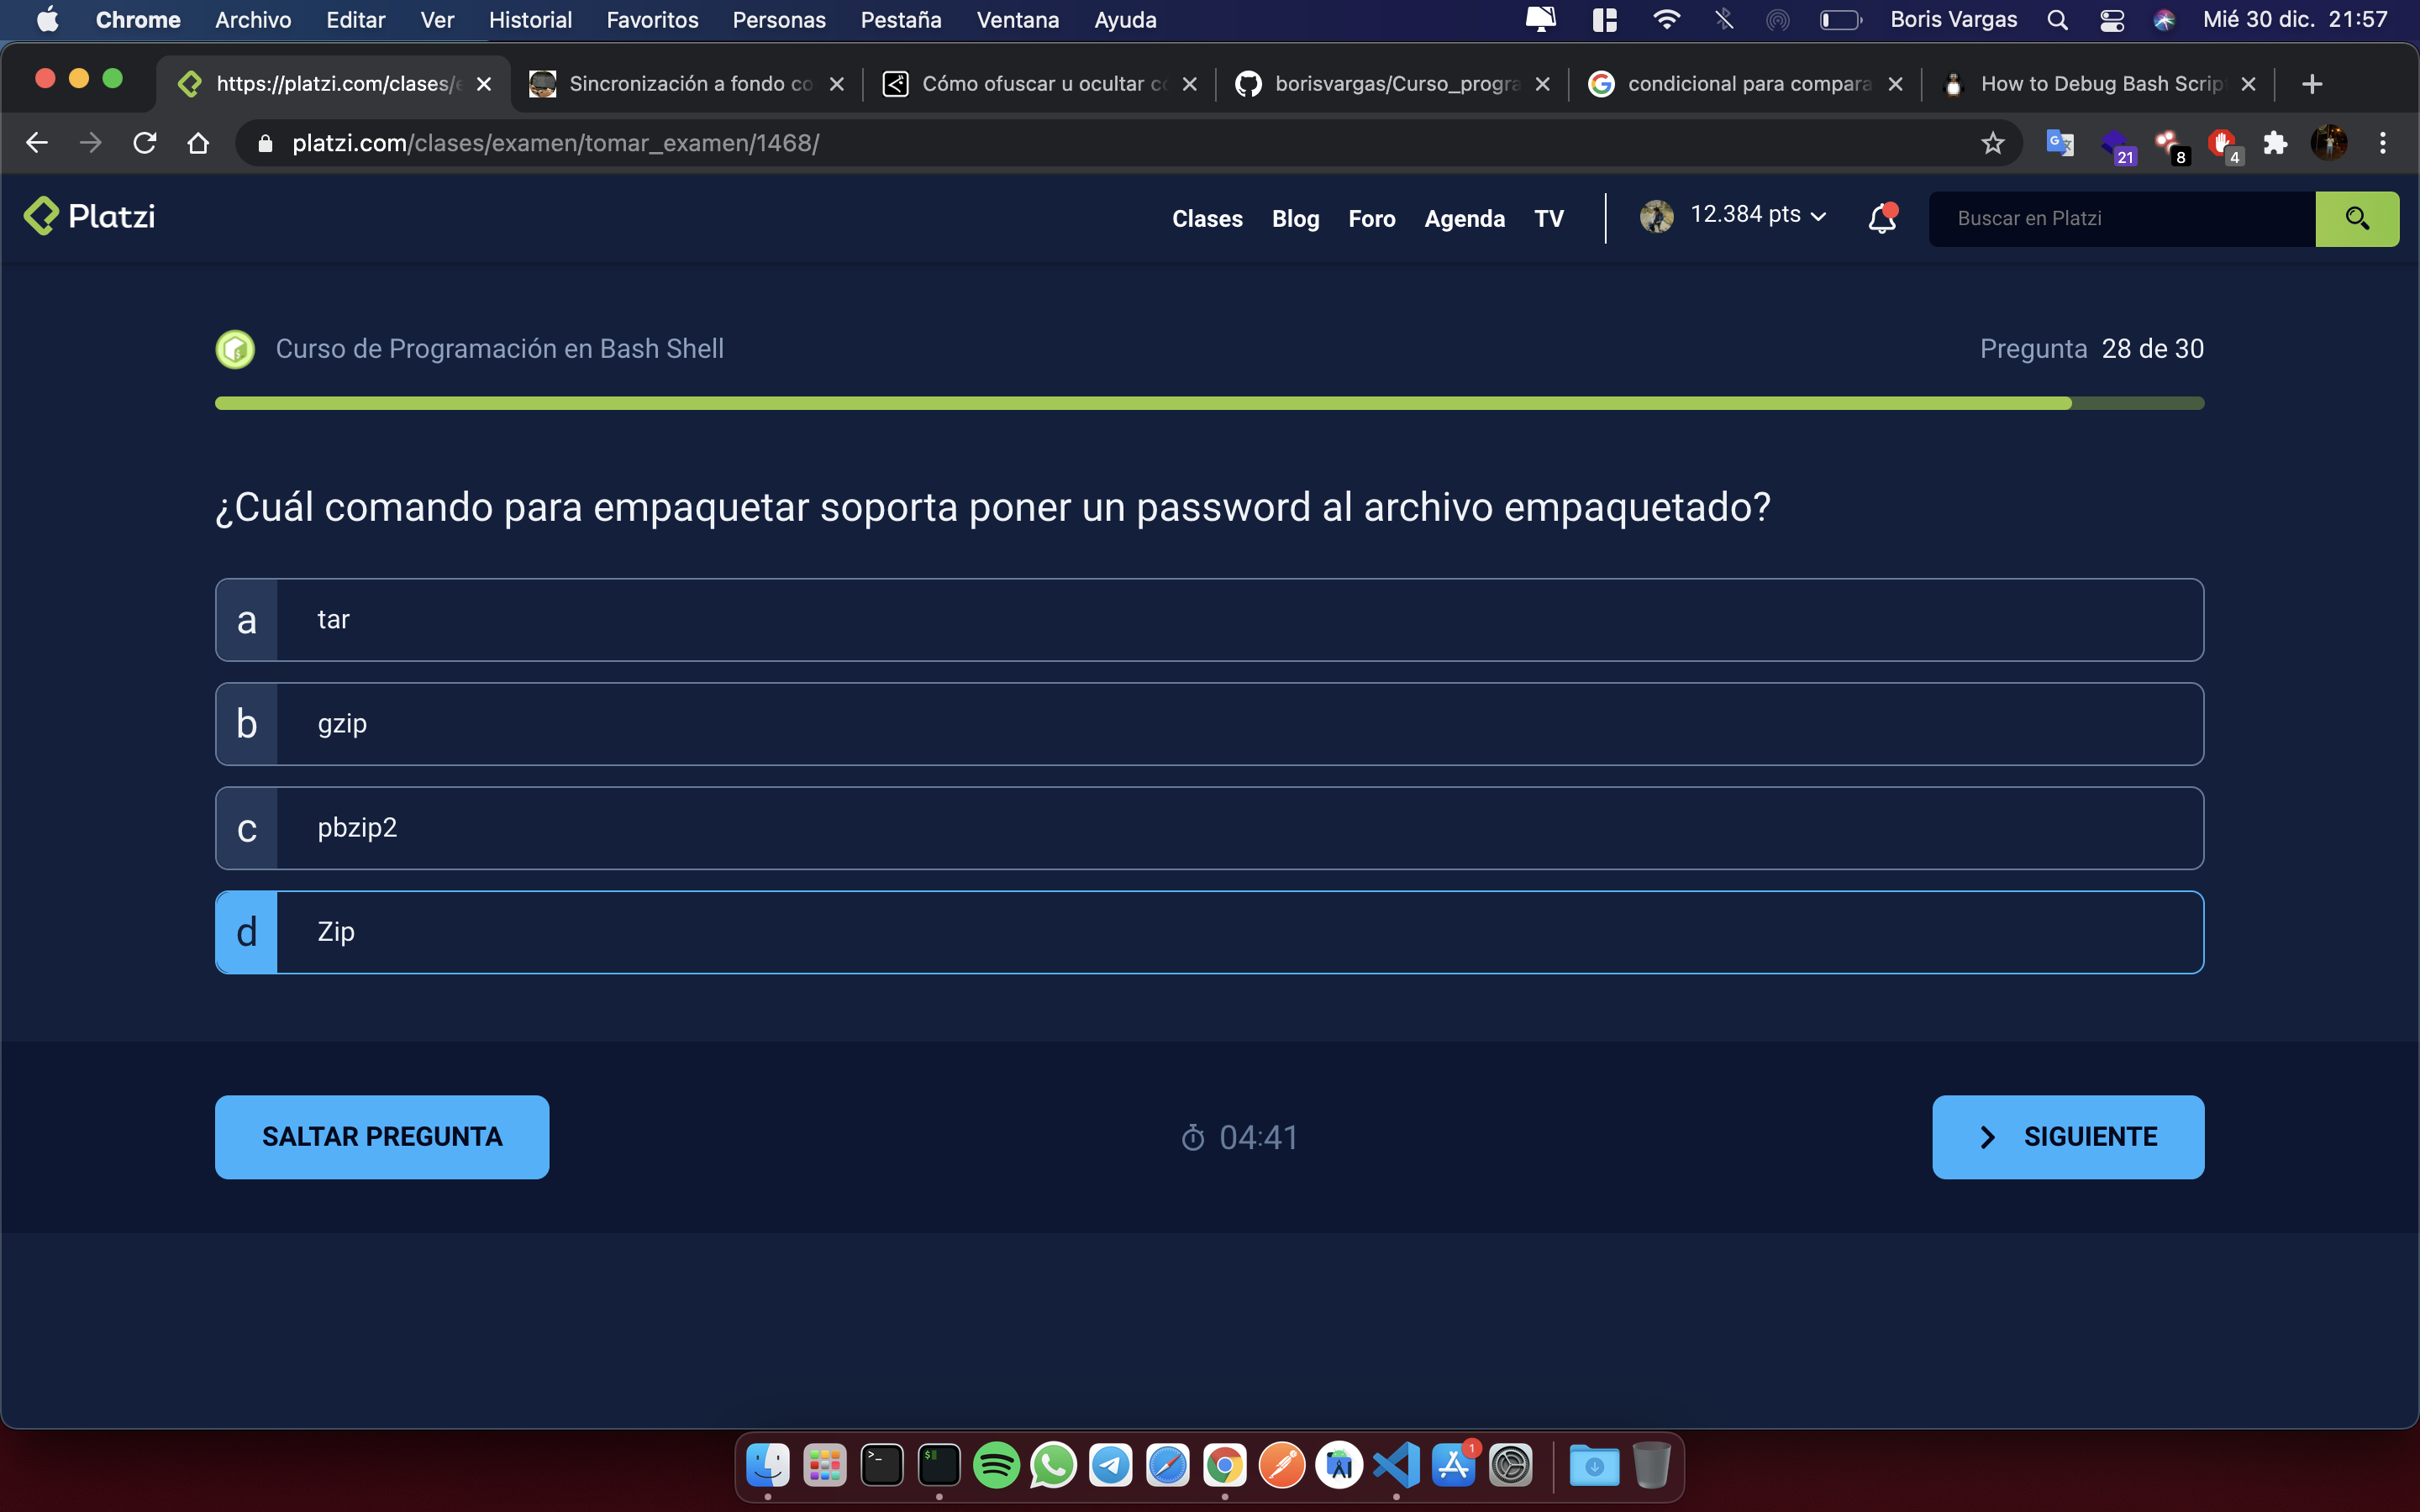 Chrome Archivo Editar Ver Historial Favoritos Personas Pestaña Ventana Ayuda Boris Vargas Mié 30 dic. 21:57
https://platzi.com/clases/e Sincronización a fondo co Cómo ofuscar u ocultar có borisvargas/Curso_progra condicional para compara How to Debug Bash Scrip
platzi.com/clases/examen/tomar_examen/1468/ 21 8 4
Platzi Clases Blog Foro Agenda TV 12.384 pts Buscar en Platzi
Curso de Programación en Bash Shell Pregunta 28 de 30
¿Cuál comando para empaquetar soporta poner un password al archivo empaquetado?
a tar
b gzip
c pbzip2
d Zip
SALTAR PREGUNTA 04:41 SIGUIENTE
1